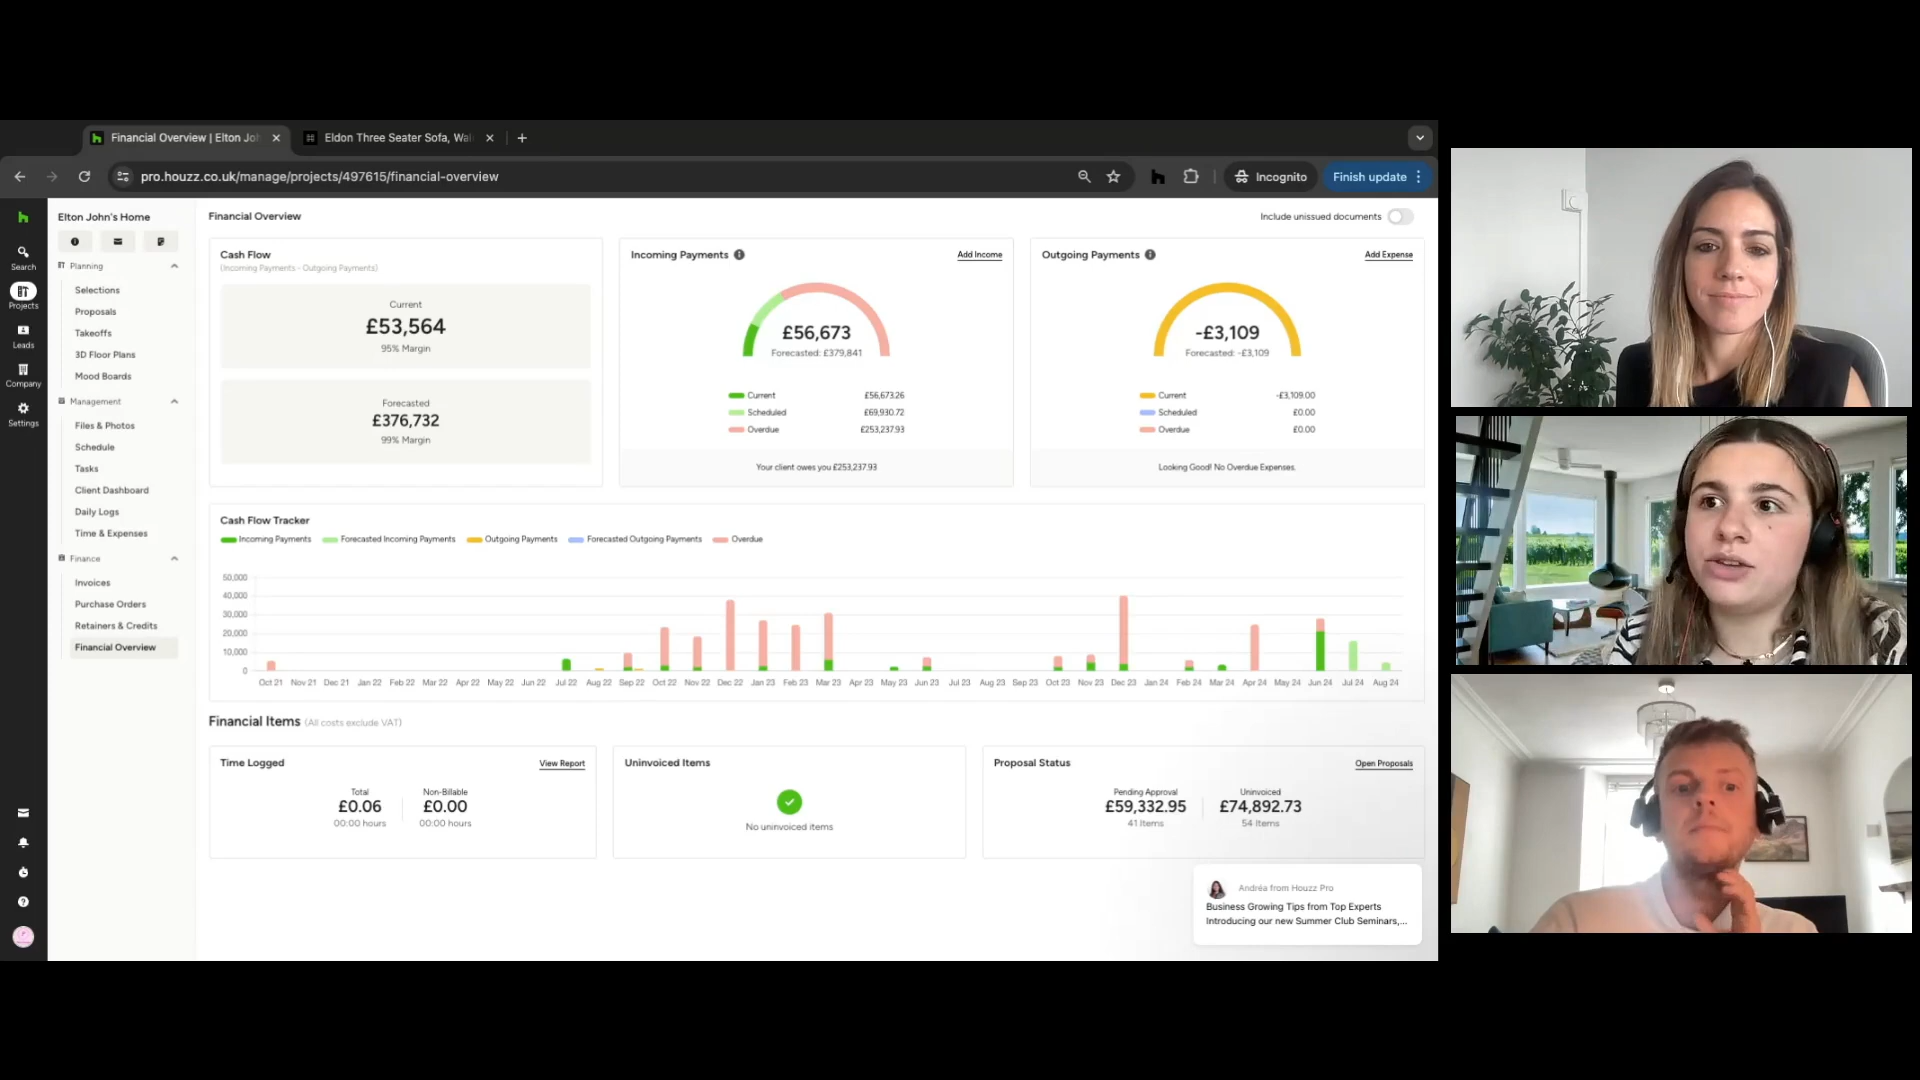 Financial Overview | Elton Joh
Eldon Three Seater Sofa, Wal
pro.houzz.co.uk/manage/projects/497615/financial-overview
Incognito
Finish update
Search
Projects
Leads
Company
Settings
Elton John's Home
Planning
Selections
Proposals
Takeoffs
3D Floor Plans
Mood Boards
Management
Files & Photos
Schedule
Tasks
Client Dashboard
Daily Logs
Time & Expenses
Finance
Invoices
Purchase Orders
Retainers & Credits
Financial Overview
Financial Overview
Include unissued documents
Cash Flow
(Incoming Payments - Outgoing Payments)
Current
£53,564
95% Margin
Forecasted
£376,732
99% Margin
Incoming Payments
Add Income
£56,673
Forecasted: £379,841
Current £56,673.26
Scheduled £69,930.72
Overdue £253,237.93
Your client owes you £253,237.93
Outgoing Payments
Add Expense
-£3,109
Forecasted: -£3,109
Current -£3,109.00
Scheduled £0.00
Overdue £0.00
Looking Good! No Overdue Expenses.
Cash Flow Tracker
Incoming Payments Forecasted Incoming Payments Outgoing Payments Forecasted Outgoing Payments Overdue
50,000
40,000
30,000
20,000
10,000
0
Oct 21 Nov 21 Dec 21 Jan 22 Feb 22 Mar 22 Apr 22 May 22 Jun 22 Jul 22 Aug 22 Sep 22 Oct 22 Nov 22 Dec 22 Jan 23 Feb 23 Mar 23 Apr 23 May 23 Jun 23 Jul 23 Aug 23 Sep 23 Oct 23 Nov 23 Dec 23 Jan 24 Feb 24 Mar 24 Apr 24 May 24 Jun 24 Jul 24 Aug 24
Financial Items (All costs exclude VAT)
Time Logged
View Report
Total
£0.06
00:00 hours
Non-Billable
£0.00
00:00 hours
Uninvoiced Items
No uninvoiced items
Proposal Status
Open Proposals
Pending Approval
£59,332.95
41 Items
Uninvoiced
£74,892.73
54 Items
Andréa from Houzz Pro
Business Growing Tips from Top Experts
Introducing our new Summer Club Seminars,...